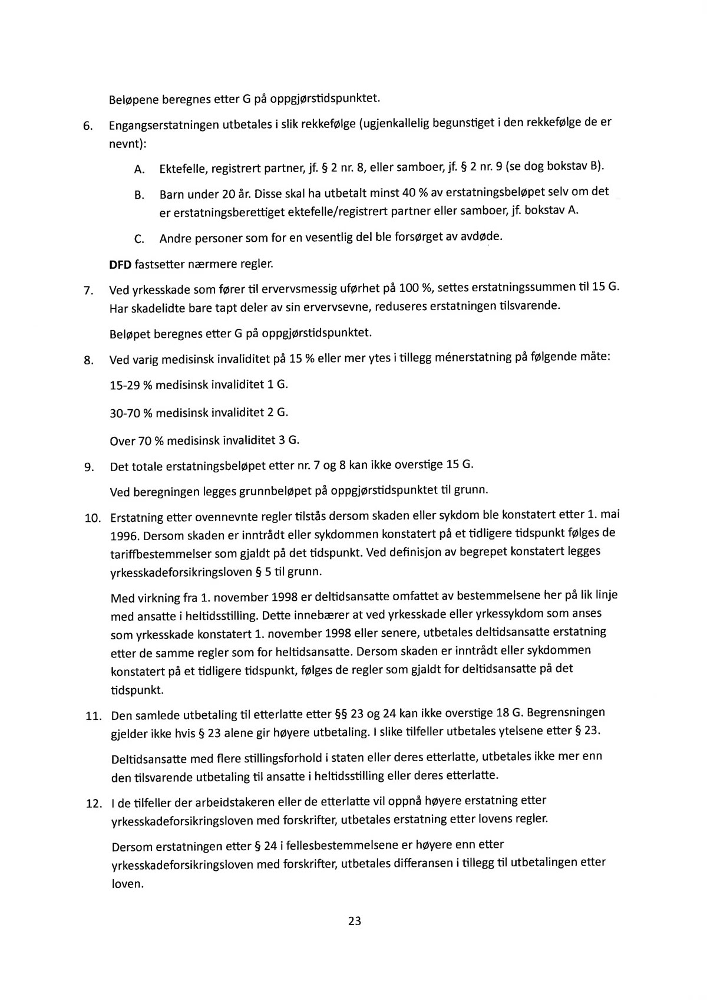 Beløpene beregnes etter G på oppgjørstidspunktet.
6. Engangserstatningen utbetales i slik rekkefølge (ugjenkallelig begunstiget i den rekkefølge de er
nevnt):
A. Ektefelle, registrert partner, jf. § 2 nr. 8, eller samboer, jf. § 2 nr. 9 (se dog bokstav B).
B. Barn under 20 år. Disse skal ha utbetalt minst 40 % av erstatningsbeløpet selv om det
er erstatningsberettiget ektefelle/registrert partner eller samboer, jf. bokstav A.
C. Andre personer som for en vesentlig del ble forsørget av avdøde.
DFD fastsetter nærmere regler.
7. Ved yrkesskade som fører til ervervsmessig uførhet på 100 %, settes erstatningssummen til 15 G.
Har skadelidte bare tapt deler av sin ervervsevne, reduseres erstatningen tilsvarende.
Beløpet beregnes etter G på oppgjørstidspunktet.
8. Ved varig medisinsk invaliditet på 15 % eller mer ytes i tillegg ménerstatning på følgende måte:
15-29 % medisinsk invaliditet 1 G.
30-70 % medisinsk invaliditet 2 G.
Over 70 % medisinsk invaliditet 3 G.
9. Det totale erstatningsbeløpet etter nr. 7 og 8 kan ikke overstige 15 G.
Ved beregningen legges grunnbeløpet på oppgjørstidspunktet til grunn.
10. Erstatning etter ovennevnte regler tilstås dersom skaden eller sykdom ble konstatert etter 1. mai
1996. Dersom skaden er inntrådt eller sykdommen konstatert på et tidligere tidspunkt følges de
tariffbestemmelser som gjaldt på det tidspunkt. Ved definisjon av begrepet konstatert legges
yrkesskadeforsikringsloven § 5 til grunn.
Med virkning fra 1. november 1998 er deltidsansatte omfattet av bestemmelsene her på lik linje
med ansatte i heltidsstilling. Dette innebærer at ved yrkesskade eller yrkessykdom som anses
som yrkesskade konstatert 1. november 1998 eller senere, utbetales deltidsansatte erstatning
etter de samme regler som for heltidsansatte. Dersom skaden er inntrådt eller sykdommen
konstatert på et tidligere tidspunkt, følges de regler som gjaldt for deltidsansatte på det
tidspunkt.
11. Den samlede utbetaling til etterlatte etter §§ 23 og 24 kan ikke overstige 18 G. Begrensningen
gjelder ikke hvis § 23 alene gir høyere utbetaling. I slike tilfeller utbetales ytelsene etter § 23.
Deltidsansatte med flere stillingsforhold i staten eller deres etterlatte, utbetales ikke mer enn
den tilsvarende utbetaling til ansatte i heltidsstilling eller deres etterlatte.
12. I de tilfeller der arbeidstakeren eller de etterlatte vil oppnå høyere erstatning etter
yrkesskadeforsikringsloven med forskrifter, utbetales erstatning etter lovens regler.
Dersom erstatningen etter § 24 i fellesbestemmelsene er høyere enn etter
yrkesskadeforsikringsloven med forskrifter, utbetales differansen i tillegg til utbetalingen etter
loven.
23